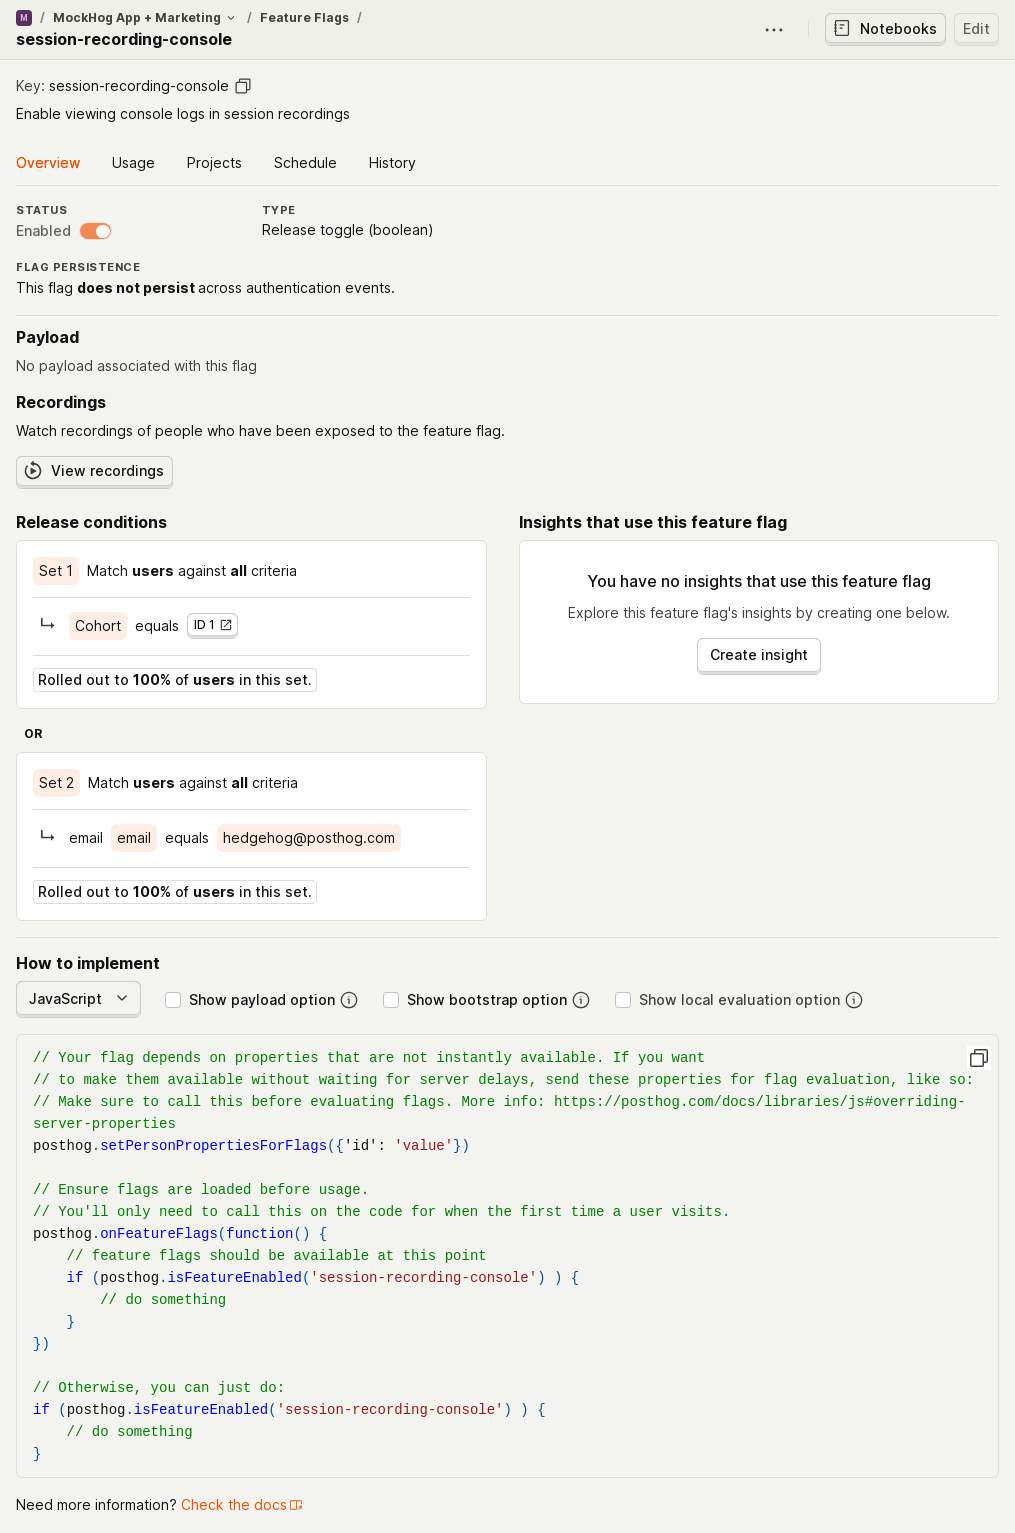 M / MockHog App + Marketing / Feature Flags /
session-recording-console
Notebooks
Edit
Key: session-recording-console
Enable viewing console logs in session recordings
Overview Usage Projects Schedule History
STATUS
Enabled
TYPE
Release toggle (boolean)
FLAG PERSISTENCE
This flag does not persist across authentication events.
Payload
No payload associated with this flag
Recordings
Watch recordings of people who have been exposed to the feature flag.
View recordings
Release conditions
Set 1 Match users against all criteria
Cohort equals ID 1
Rolled out to 100% of users in this set.
OR
Set 2 Match users against all criteria
email email equals hedgehog@posthog.com
Rolled out to 100% of users in this set.
Insights that use this feature flag
You have no insights that use this feature flag
Explore this feature flag's insights by creating one below.
Create insight
How to implement
JavaScript Show payload option Show bootstrap option Show local evaluation option
// Your flag depends on properties that are not instantly available. If you want
// to make them available without waiting for server delays, send these properties for flag evaluation, like so:
// Make sure to call this before evaluating flags. More info: https://posthog.com/docs/libraries/js#overriding-
server-properties
posthog.setPersonPropertiesForFlags({'id': 'value'})
// Ensure flags are loaded before usage.
// You'll only need to call this on the code for when the first time a user visits.
posthog.onFeatureFlags(function() {
    // feature flags should be available at this point
    if (posthog.isFeatureEnabled('session-recording-console') ) {
        // do something
    }
})
// Otherwise, you can just do:
if (posthog.isFeatureEnabled('session-recording-console') ) {
    // do something
}
Need more information? Check the docs